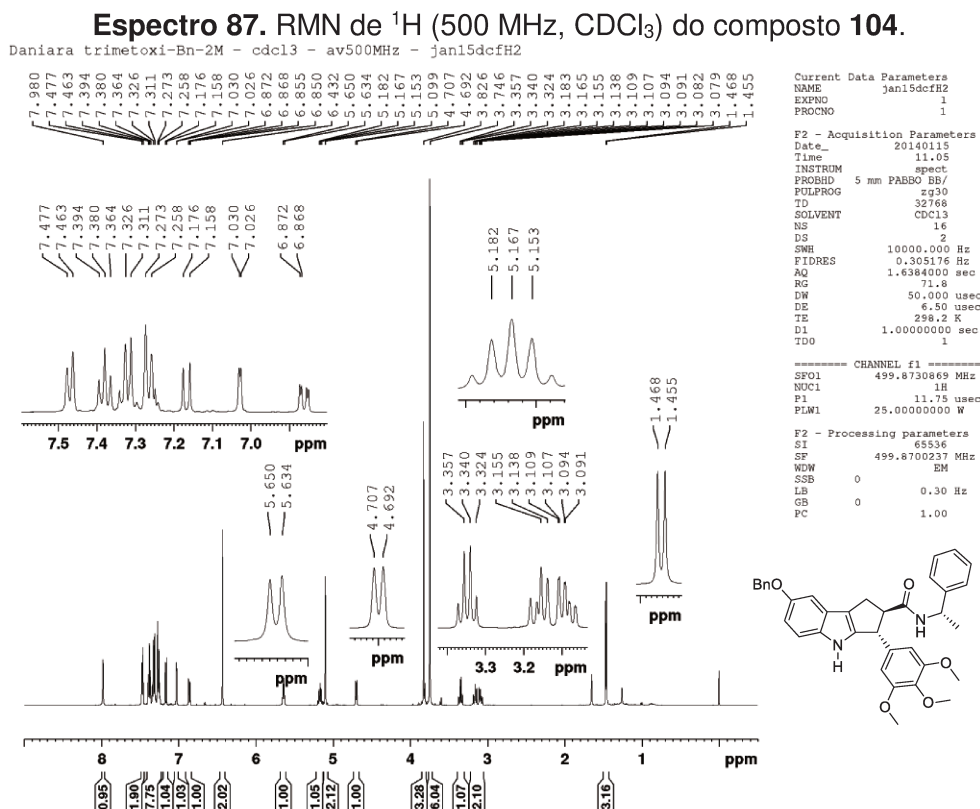 Espectro 87. RMN de ¹H (500 MHz, CDCl₃) do composto 104.
Daniara trimetoxi-Bn-2M - cdcl3 - av500MHz - jan15dcfH2
7.980 7.477 7.463 7.394 7.380 7.364 7.326 7.311 7.273 7.258 7.176 7.158 7.030 7.026 6.872 6.868 6.855 6.850 6.432 5.650 5.634 5.182 5.167 5.153 5.099 4.707 4.692 3.826 3.746 3.357 3.340 3.324 3.183 3.165 3.155 3.138 3.109 3.107 3.094 3.091 3.082 3.079 1.468 1.455
7.477 7.463 7.394 7.380 7.364 7.326 7.311 7.273 7.258 7.176 7.158 7.030 7.026 6.872 6.868
7.5 7.4 7.3 7.2 7.1 7.0 ppm
5.182 5.167 5.153
ppm
5.650 5.634
ppm
4.707 4.692
ppm
3.357 3.340 3.324 3.155 3.138 3.109 3.107 3.094 3.091
3.3 3.2 ppm
1.468 1.455
ppm
8 7 6 5 4 3 2 1 ppm
0.95 1.90 7.75 1.04 1.03 1.00 2.02 1.00 1.05 2.12 1.00 3.28 6.04 1.07 2.10 3.16
Current Data Parameters
NAME jan15dcfH2
EXPNO 1
PROCNO 1
F2 - Acquisition Parameters
Date_ 20140115
Time 11.05
INSTRUM spect
PROBHD 5 mm PABBO BB/
PULPROG zg30
TD 32768
SOLVENT CDCl3
NS 16
DS 2
SWH 10000.000 Hz
FIDRES 0.305176 Hz
AQ 1.6384000 sec
RG 71.8
DW 50.000 usec
DE 6.50 usec
TE 298.2 K
D1 1.00000000 sec
TD0 1
======== CHANNEL f1 ========
SFO1 499.8730869 MHz
NUC1 1H
P1 11.75 usec
PLW1 25.00000000 W
F2 - Processing parameters
SI 65536
SF 499.8700237 MHz
WDW EM
SSB 0
LB 0.30 Hz
GB 0
PC 1.00
BnO
O
N
H
N
H
O
O
O